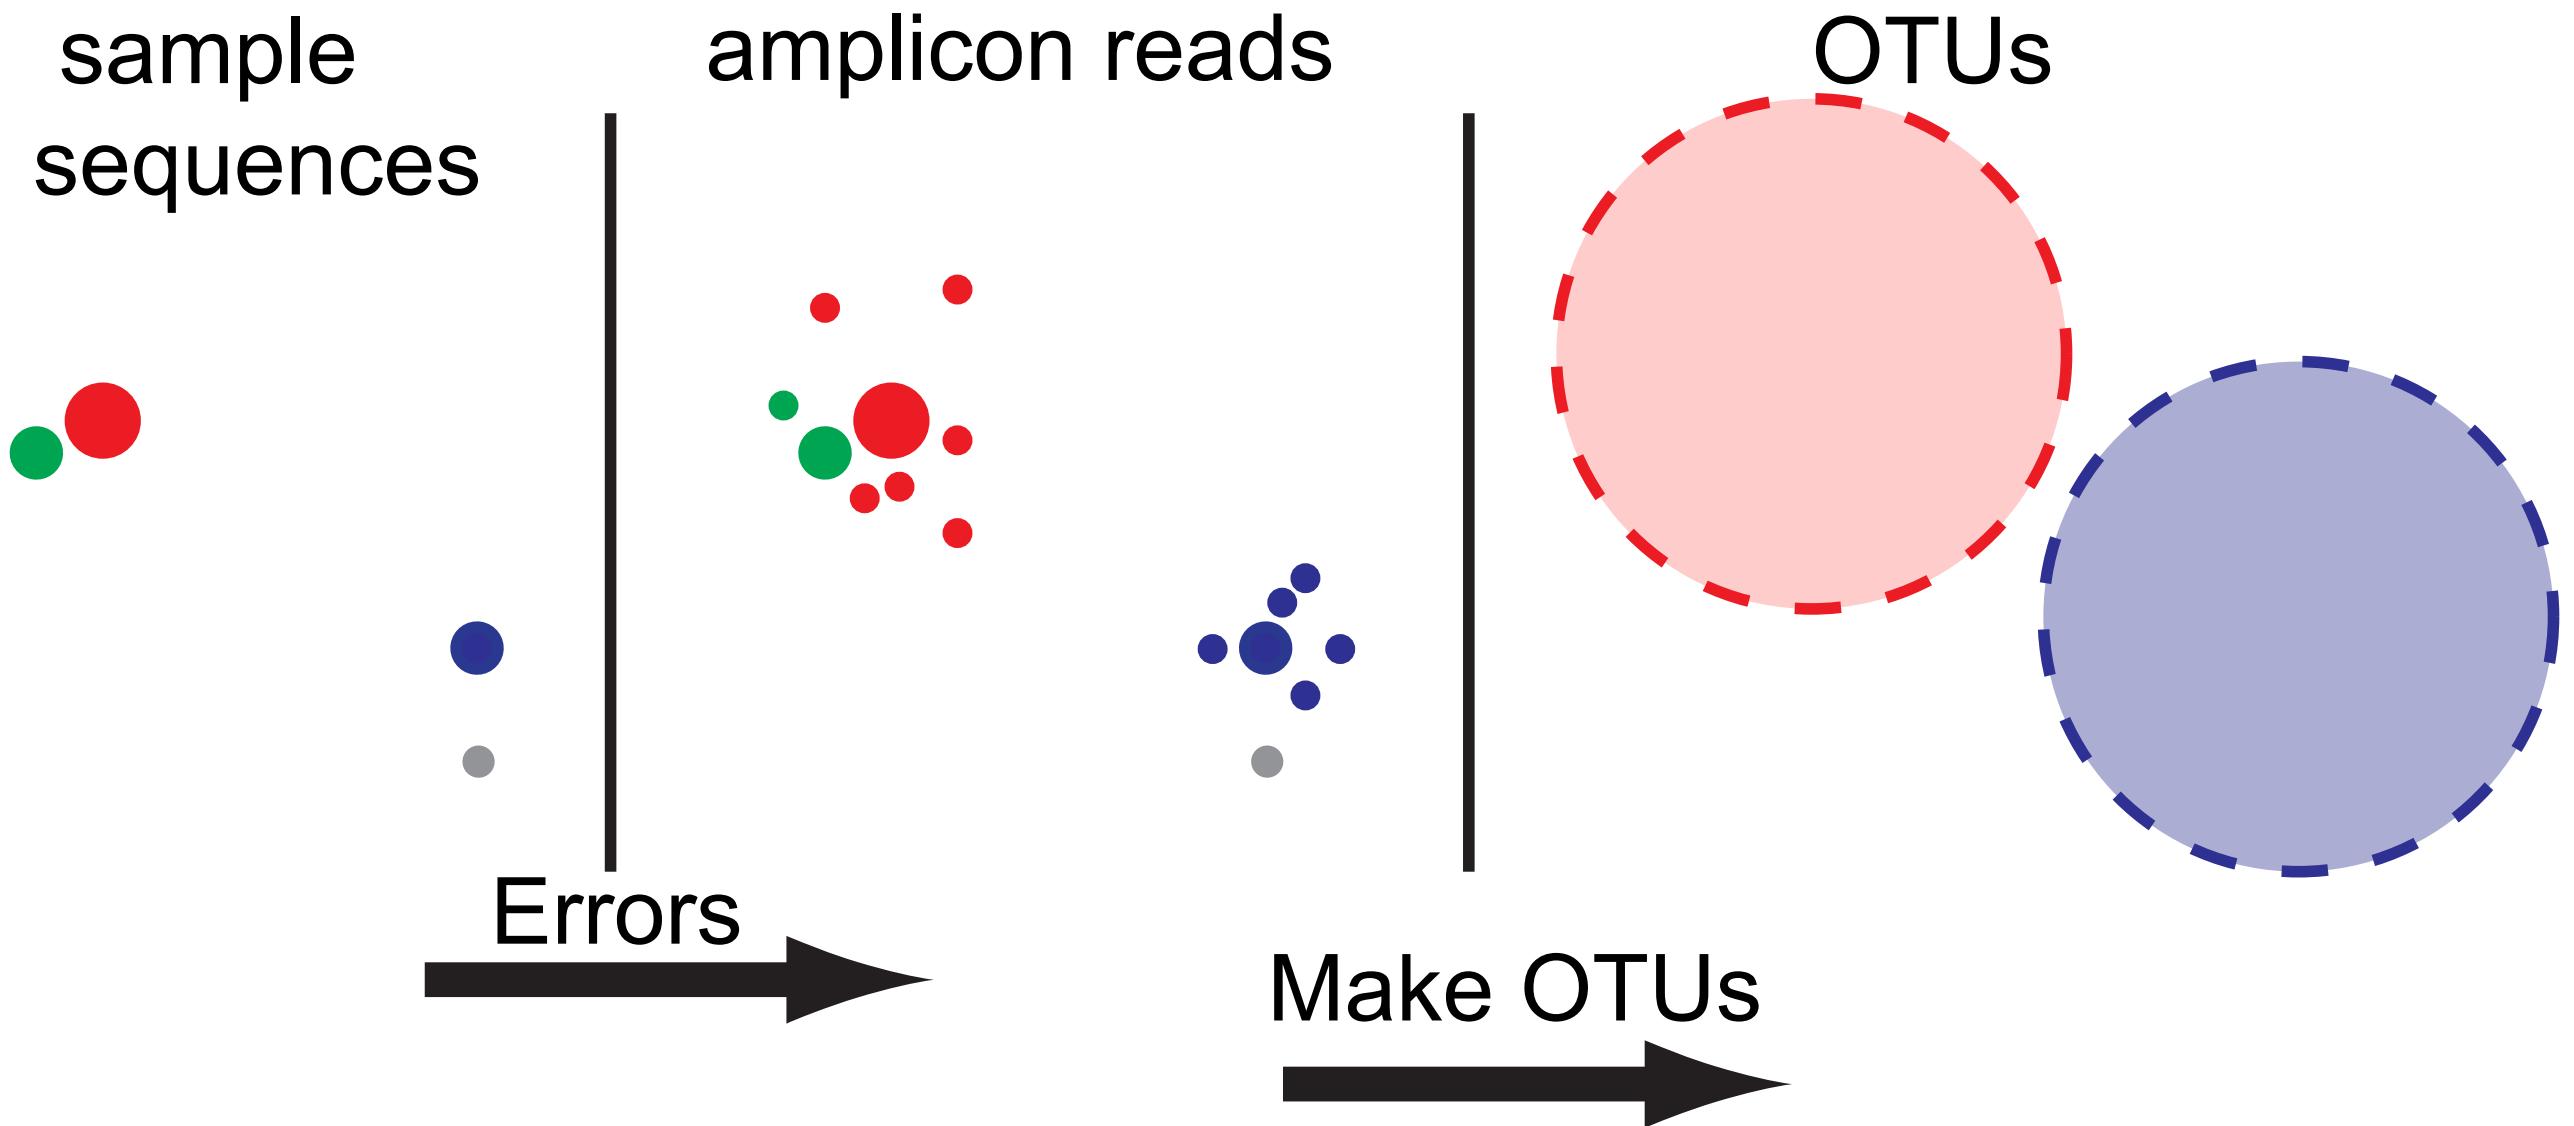 sample
sequences
amplicon reads
OTUs
Errors
Make OTUs